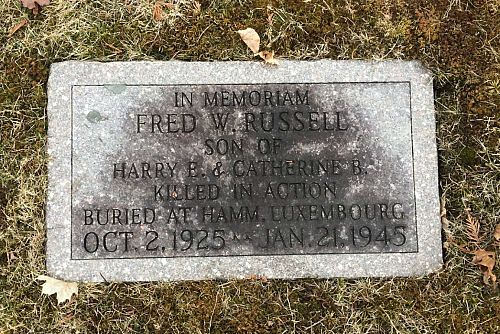 IN MEMORIAM
FRED W. RUSSELL
SON OF
HARRY E. & CATHERINE B.
KILLED IN ACTION
BURIED AT HAMM, LUXEMBOURG
OCT. 2, 1925 ** JAN. 21, 1945